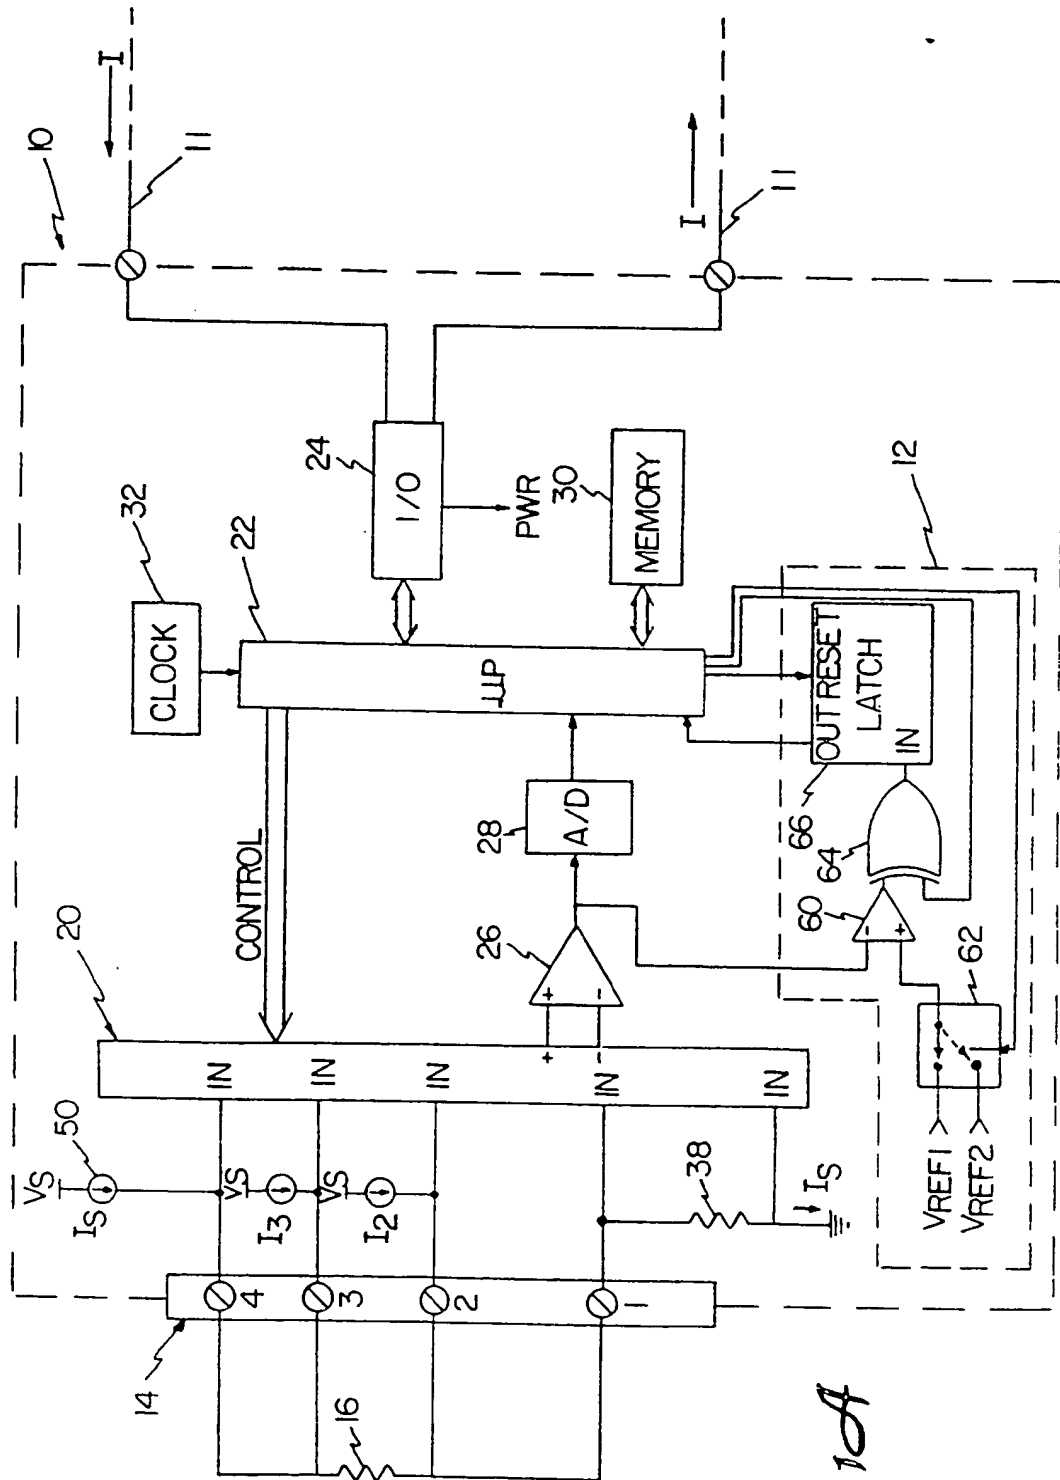 10
I
11
I
11
32
CLOCK
22
24
I/O
PWR
30
MEMORY
12
µP
CONTROL
20
28
A/D
26
+
-
+
-
OUT RESET
LATCH
IN
66
64
60
-
+
62
VREF1
VREF2
IN
IN
IN
IN
IN
50
VS
IS
VS
I3
VS
I2
38
IS
14
4
3
2
1
16